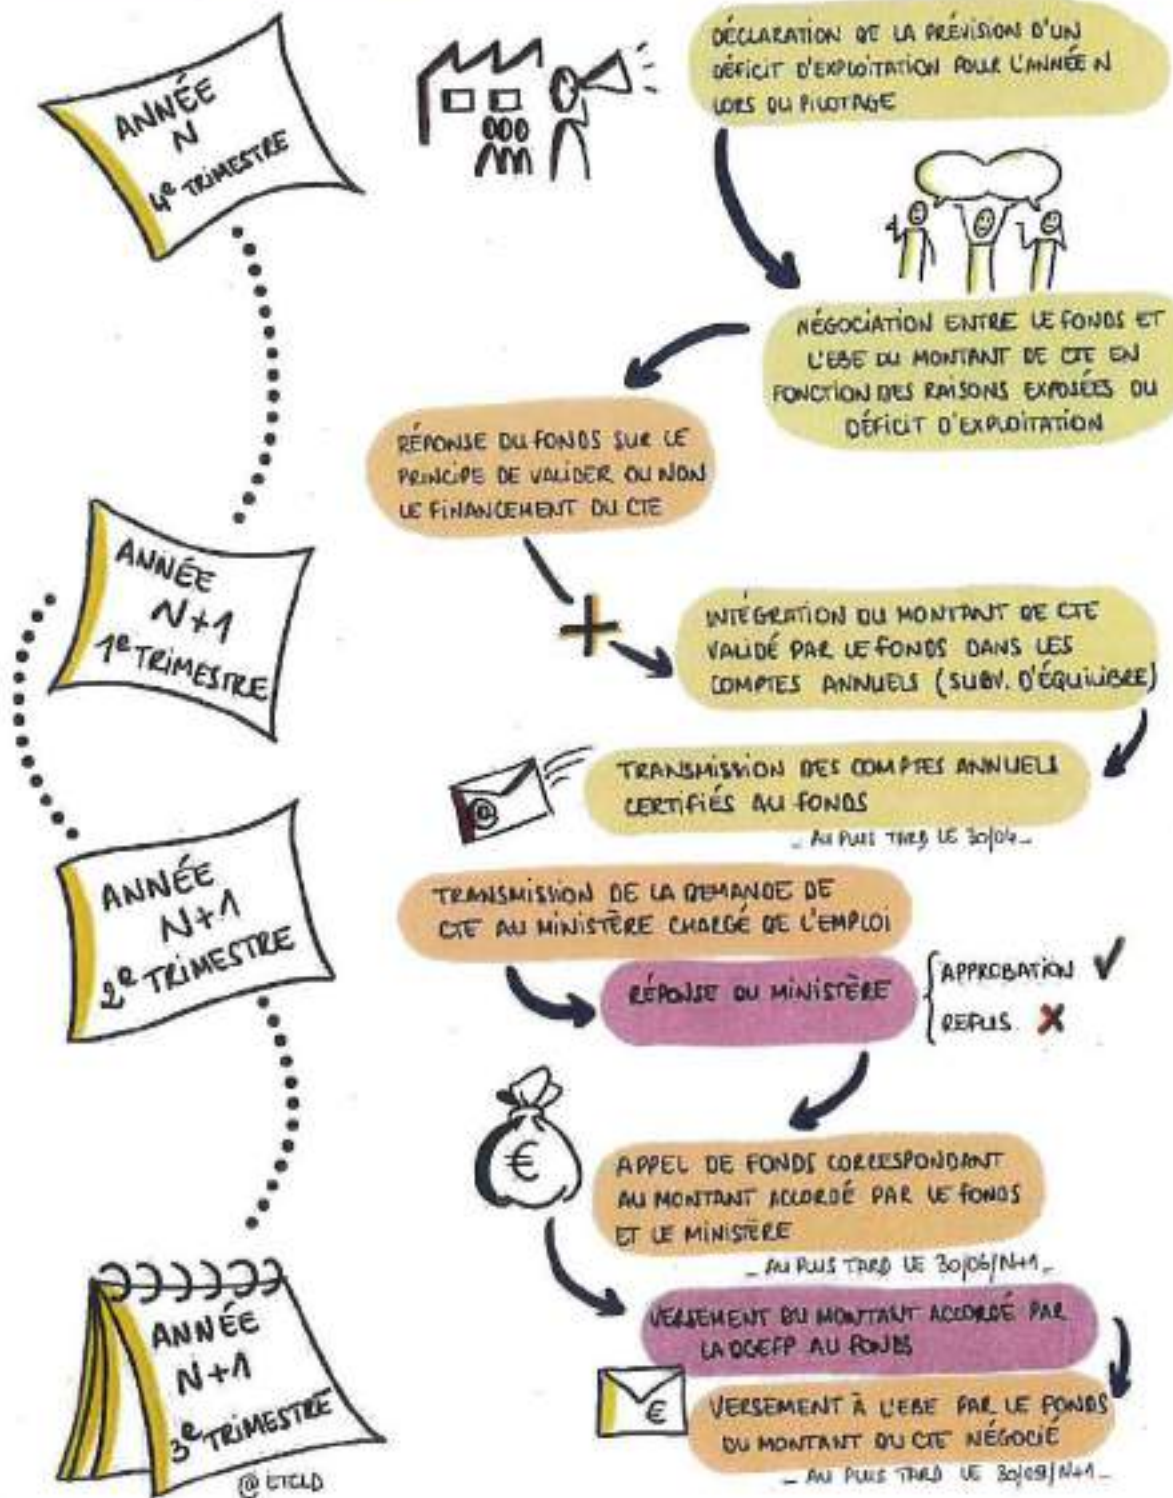 ANNÉE
N
4e TRIMESTRE
DÉCLARATION DE LA PRÉVISION D'UN
DÉFICIT D'EXPLOITATION POUR L'ANNÉE N
LORS DU PILOTAGE
NÉGOCIATION ENTRE LE FONDS ET
L'EBE DU MONTANT DE CTE EN
FONCTION DES RAISONS EXPOSÉES DU
DÉFICIT D'EXPLOITATION
RÉPONSE DU FONDS SUR LE
PRINCIPE DE VALIDER OU NON
LE FINANCEMENT DU CTE
ANNÉE
N+1
1e TRIMESTRE
+
INTÉGRATION DU MONTANT DE CTE
VALIDÉ PAR LE FONDS DANS LES
COMPTES ANNUELS (SUBV. D'ÉQUILIBRE)
@
TRANSMISSION DES COMPTES ANNUELS
CERTIFIÉS AU FONDS
_ AU PLUS TARD LE 30/04_
ANNÉE
N+1
2e TRIMESTRE
TRANSMISSION DE LA DEMANDE DE
CTE AU MINISTÈRE CHARGÉ DE L'EMPLOI
RÉPONSE DU MINISTÈRE
APPROBATION
REFUS
€
APPEL DE FONDS CORRESPONDANT
AU MONTANT ACCORDÉ PAR LE FONDS
ET LE MINISTÈRE
_ AU PLUS TARD LE 30/06/N+1_
ANNÉE
N+1
3e TRIMESTRE
VERSEMENT DU MONTANT ACCORDÉ PAR
LA DGEFP AU FONDS
€
VERSEMENT À L'EBE PAR LE FONDS
DU MONTANT DU CTE NÉGOCIÉ
_ AU PLUS TARD LE 30/09/N+1_
@ETCLD